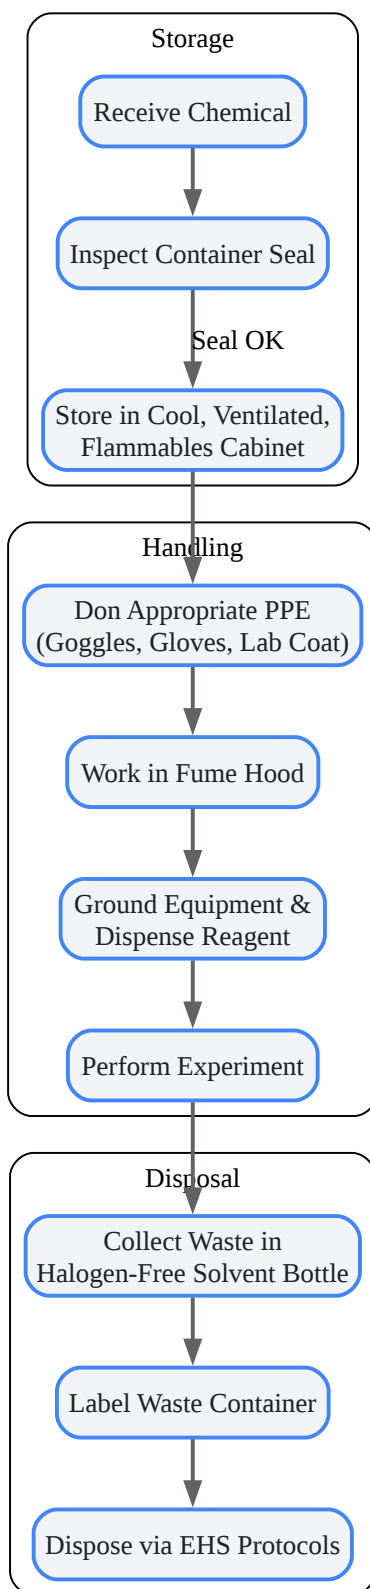 Storage
Receive Chemical
Inspect Container Seal
Seal OK
Store in Cool, Ventilated,
Flammables Cabinet
Handling
Don Appropriate PPE
(Goggles, Gloves, Lab Coat)
Work in Fume Hood
Ground Equipment &
Dispense Reagent
Perform Experiment
Disposal
Collect Waste in
Halogen-Free Solvent Bottle
Label Waste Container
Dispose via EHS Protocols